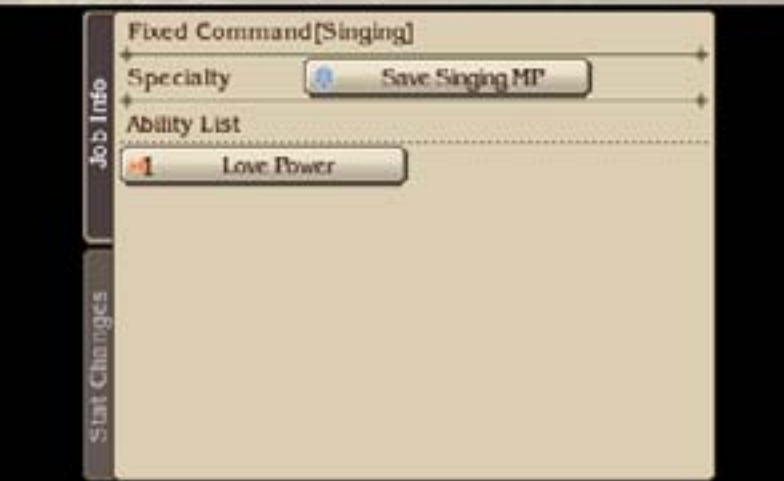 Fixed Command[Singing]
Specialty
Save Singing MP
Ability List
1
Love Power
Job Info
Stat Changes